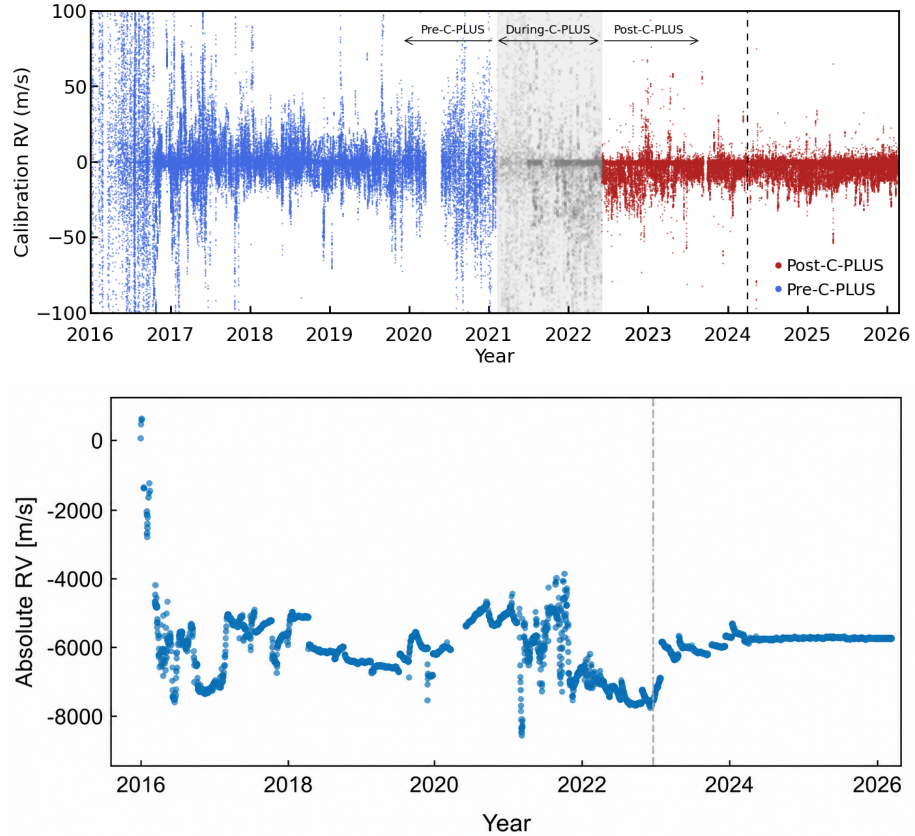 Pre-C-PLUS During-C-PLUS Post-C-PLUS
100
50
0
−50
−100
Calibration RV (m/s)
Post-C-PLUS
Pre-C-PLUS
2016 2017 2018 2019 2020 2021 2022 2023 2024 2025 2026
Year
0
-2000
-4000
-6000
-8000
Absolute RV [m/s]
2016 2018 2020 2022 2024 2026
Year